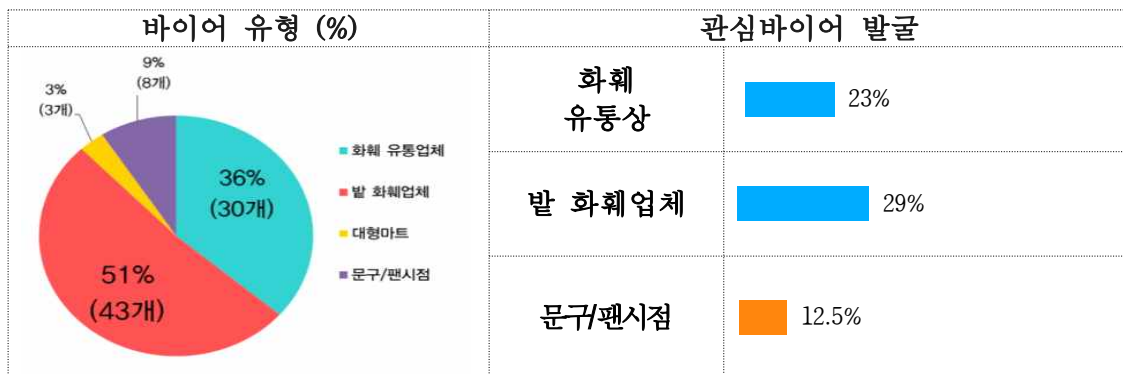 바이어 유형 (%)
관심바이어 발굴
9%
(8개)
3%
(3개)
36%
(30개)
51%
(43개)
화훼 유통업체
밭 화훼업체
대형마트
문구/팬시점
화훼
유통상
23%
밭 화훼업체
29%
문구/팬시점
12.5%